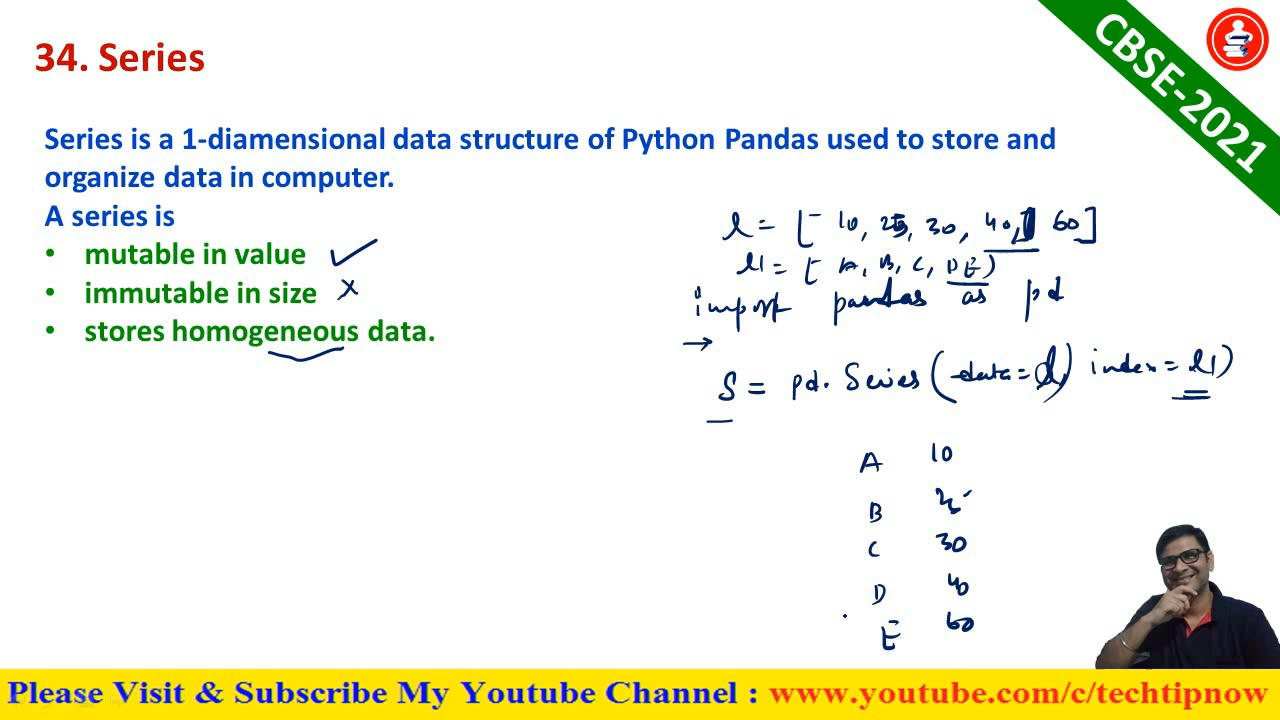 34. Series
CBSE-2021
Series is a 1-diamensional data structure of Python Pandas used to store and
organize data in computer.
A series is
• mutable in value
• immutable in size
• stores homogeneous data.
l = [ 10, 25, 30, 40, 60]
l1 = [ A, B, C, D E)
import pandas as pd
S = pd. Series (data = l) index = l1)
A 10
B 25
C 30
D 40
E 60
Please Visit & Subscribe My Youtube Channel : www.youtube.com/c/techtipnow